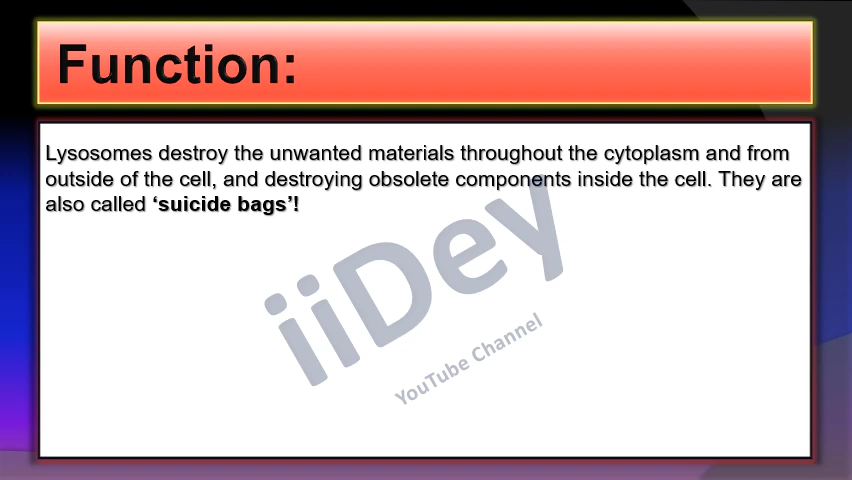 Function:
Lysosomes destroy the unwanted materials throughout the cytoplasm and from
outside of the cell, and destroying obsolete components inside the cell. They are
also called ‘suicide bags’!
iiDey
YouTube Channel